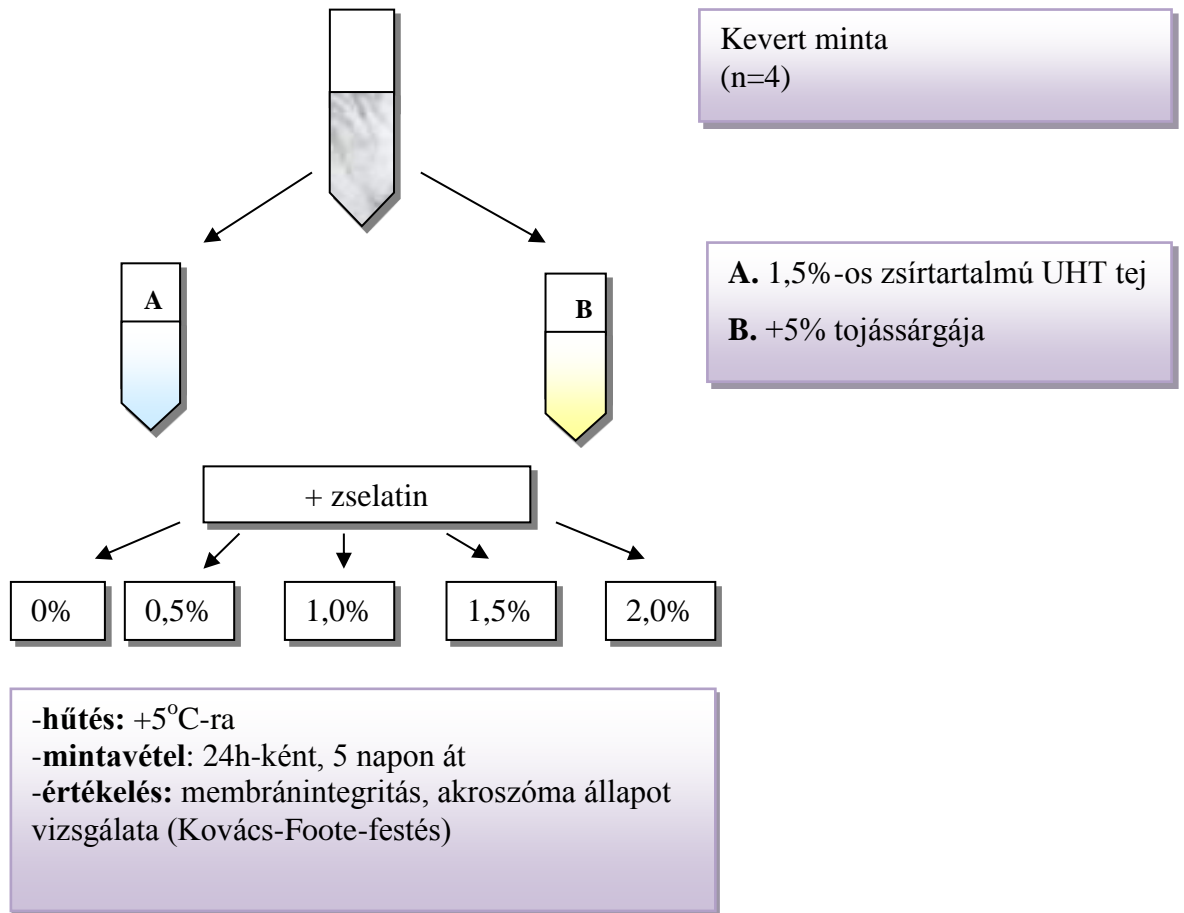 Kevert minta
(n=4)
A
B
A. 1,5%-os zsírtartalmú UHT tej
B. +5% tojássárgája
+ zselatin
0%
0,5%
1,0%
1,5%
2,0%
-hűtés: +5°C-ra
-mintavétel: 24h-ként, 5 napon át
-értékelés: membránintegritás, akroszóma állapot
vizsgálata (Kovács-Foote-festés)